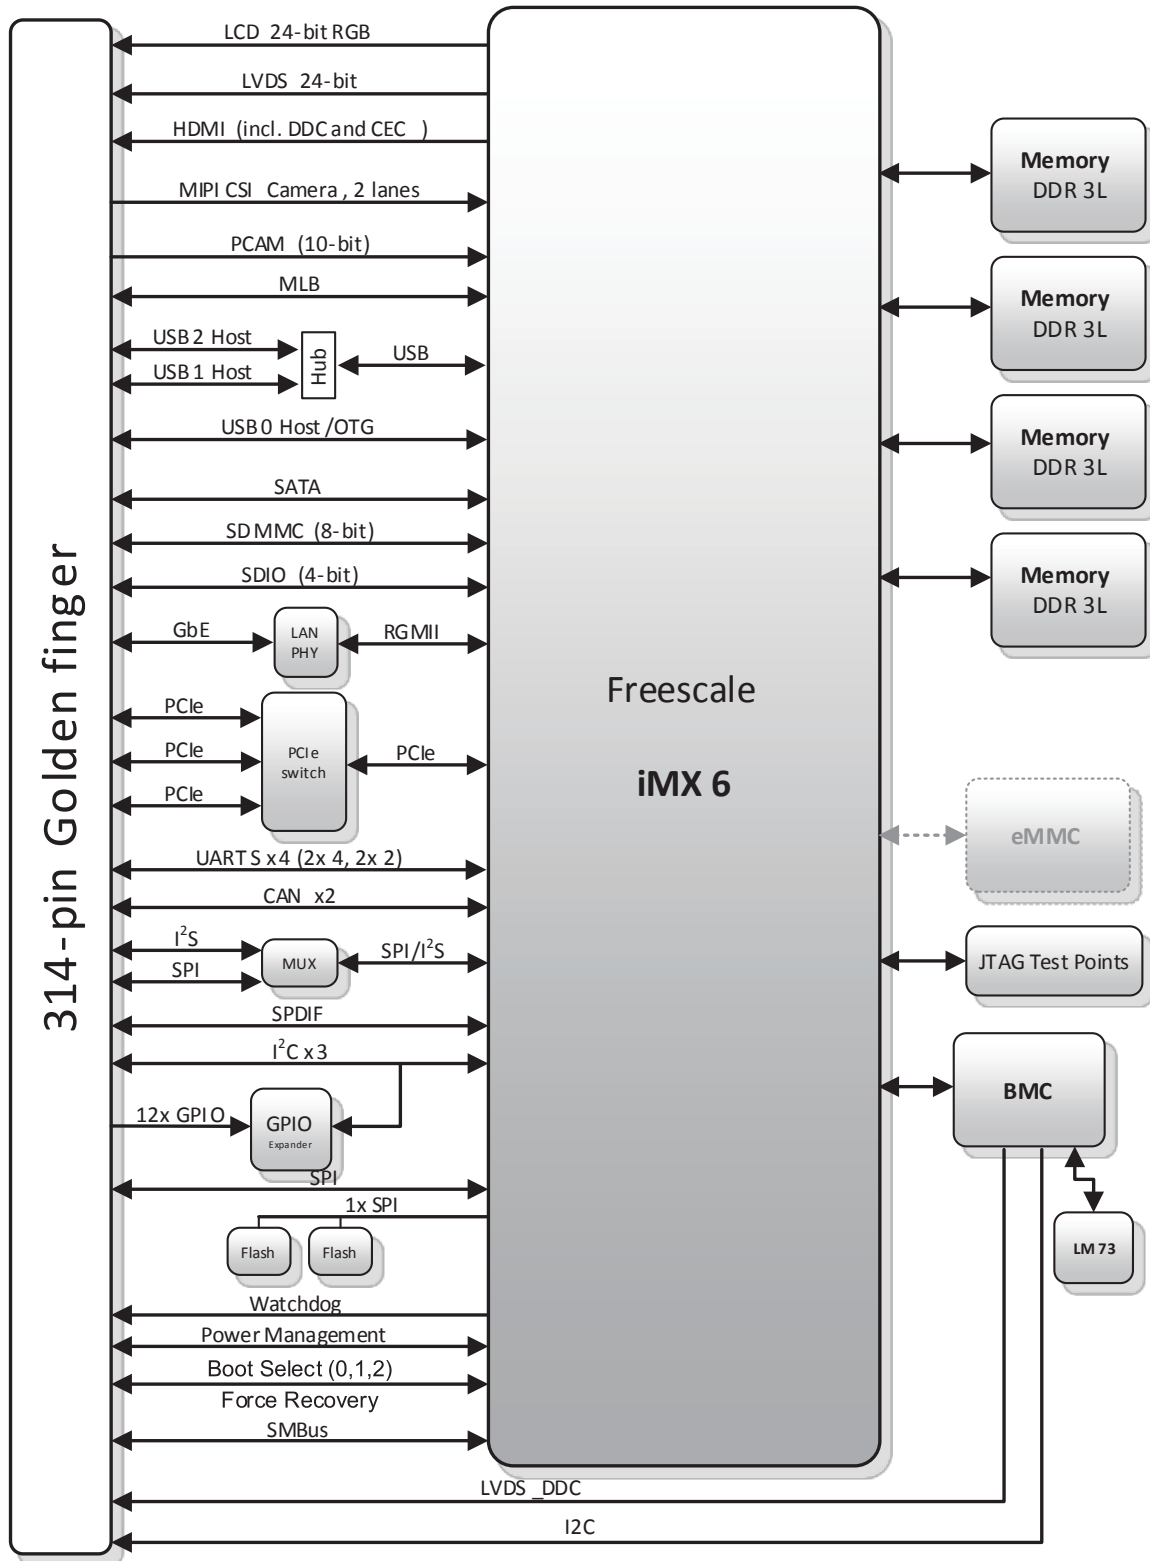 LCD 24-bit RGB
LVDS 24-bit
HDMI (incl. DDC and CEC )
MIPI CSI Camera , 2 lanes
PCAM (10-bit)
MLB
USB 2 Host
USB 1 Host
Hub
USB
USB 0 Host /OTG
SATA
SD MMC (8-bit)
SDIO (4-bit)
GbE
LAN
PHY
RGMII
PCIe
PCIe
PCIe
PCIe
switch
PCIe
UART S x4 (2x 4, 2x 2)
CAN x2
I²S
SPI
MUX
SPI/I²S
SPDIF
I²C x3
12x GPIO
GPIO
Expander
SPI
1x SPI
Flash
Flash
Watchdog
Power Management
Boot Select (0,1,2)
Force Recovery
SMBus
LVDS _DDC
I2C
314-pin Golden finger
Freescale
iMX 6
Memory
DDR 3L
Memory
DDR 3L
Memory
DDR 3L
Memory
DDR 3L
eMMC
JTAG Test Points
BMC
LM 73